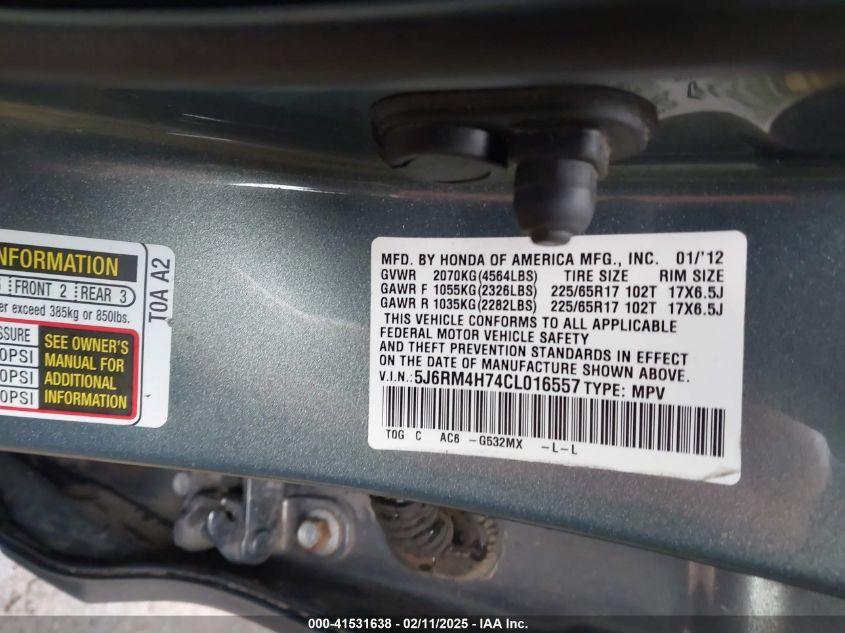 INFORMATION
FRONT 2 REAR 3
exceed 385kg or 850lbs.
SEE OWNER'S
MANUAL FOR
ADDITIONAL
INFORMATION
0PSI
0PSI
0PSI
T0A A2
MFD. BY HONDA OF AMERICA MFG., INC. 01/'12
GVWR 2070KG(4564LBS) TIRE SIZE RIM SIZE
GAWR F 1055KG(2326LBS) 225/65R17 102T 17X6.5J
GAWR R 1035KG(2282LBS) 225/65R17 102T 17X6.5J
THIS VEHICLE CONFORMS TO ALL APPLICABLE
FEDERAL MOTOR VEHICLE SAFETY
AND THEFT PREVENTION STANDARDS IN EFFECT
ON THE DATE OF MANUFACTURE SHOWN ABOVE.
V.I.N.: 5J6RM4H74CL016557 TYPE: MPV
T0G C AC6 -G532MX -L-L
000-41531638 - 02/11/2025 - IAA Inc.